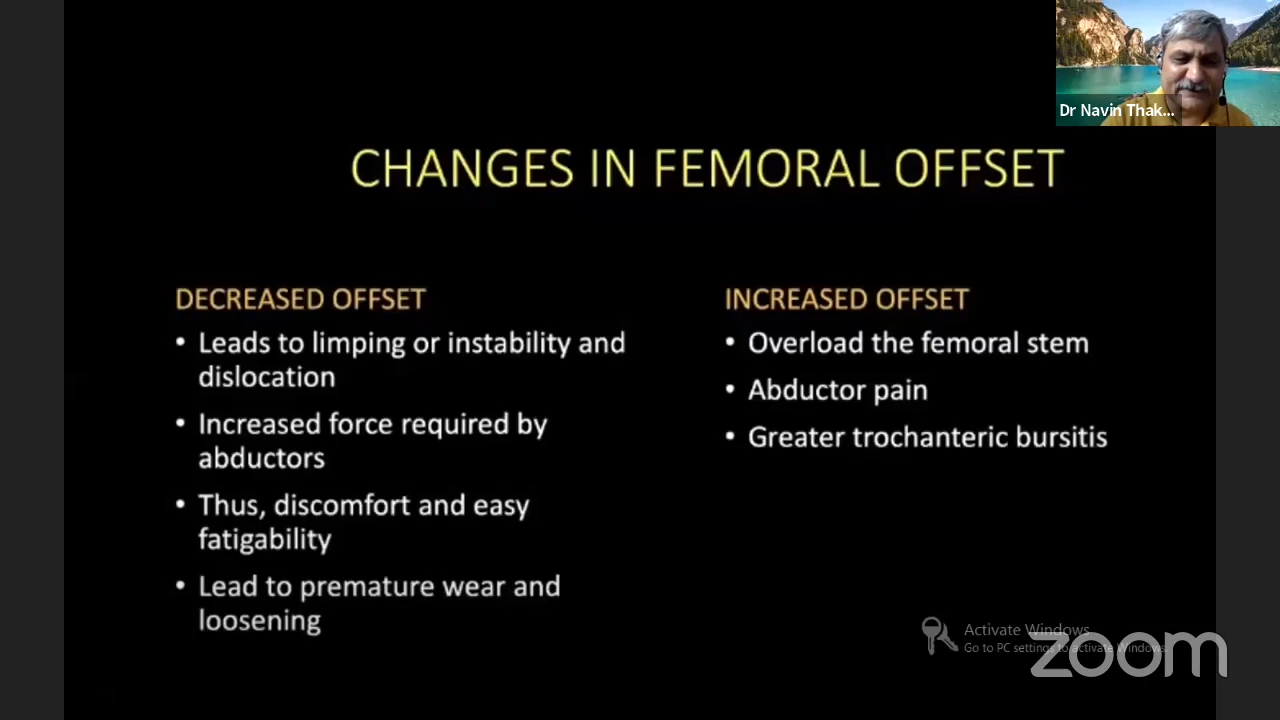 Dr Navin Thak...
CHANGES IN FEMORAL OFFSET
DECREASED OFFSET
• Leads to limping or instability and
dislocation
• Increased force required by
abductors
• Thus, discomfort and easy
fatigability
• Lead to premature wear and
loosening
INCREASED OFFSET
• Overload the femoral stem
• Abductor pain
• Greater trochanteric bursitis
Activate Windows
Go to PC settings to activate Windows.
zoom